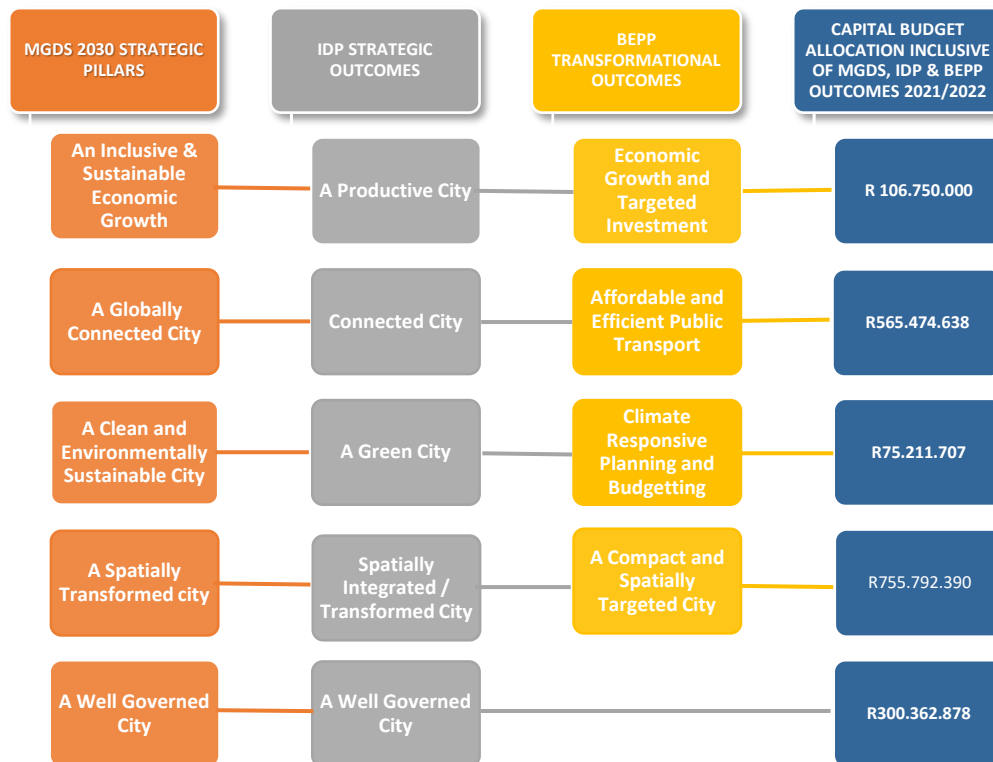 MGDS 2030 STRATEGIC
PILLARS
IDP STRATEGIC
OUTCOMES
BEPP
TRANSFORMATIONAL
OUTCOMES
CAPITAL BUDGET
ALLOCATION INCLUSIVE
OF MGDS, IDP & BEPP
OUTCOMES 2021/2022
An Inclusive &
Sustainable
Economic
Growth
A Productive City
Economic
Growth and
Targeted
Investment
R 106.750.000
A Globally
Connected City
Connected City
Affordable and
Efficient Public
Transport
R565.474.638
A Clean and
Environmentally
Sustainable City
A Green City
Climate
Responsive
Planning and
Budgetting
R75.211.707
A Spatially
Transformed city
Spatially
Integrated /
Transformed City
A Compact and
Spatially
Targeted City
R755.792.390
A Well Governed
City
A Well Governed
City
R300.362.878